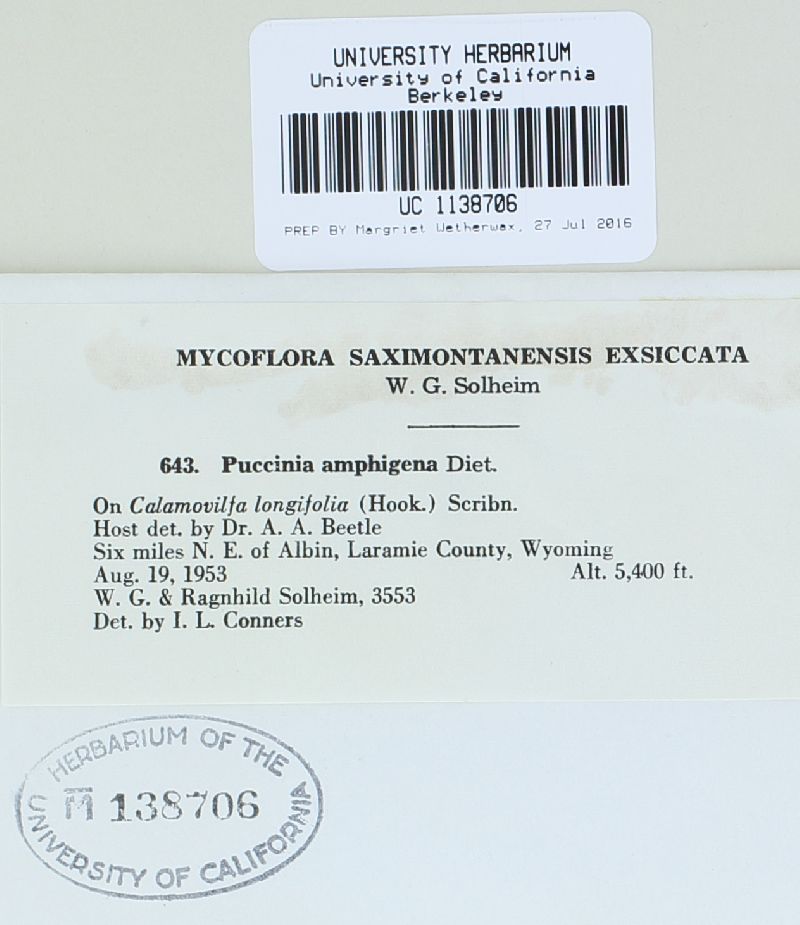 UNIVERSITY HERBARIUM
University of California
Berkeley
UC 1138706
PREP BY Margriet Wetherwax, 27 Jul 2016
MYCOFLORA SAXIMONTANENSIS EXSICCATA
W. G. Solheim
643. Puccinia amphigena Diet.
On Calamovilfa longifolia (Hook.) Scribn.
Host det. by Dr. A. A. Beetle
Six miles N. E. of Albin, Laramie County, Wyoming
Aug. 19, 1953 Alt. 5,400 ft.
W. G. & Ragnhild Solheim, 3553
Det. by I. L. Conners
HERBARIUM OF THE
M̅ 138706
UNIVERSITY OF CALIFORNIA